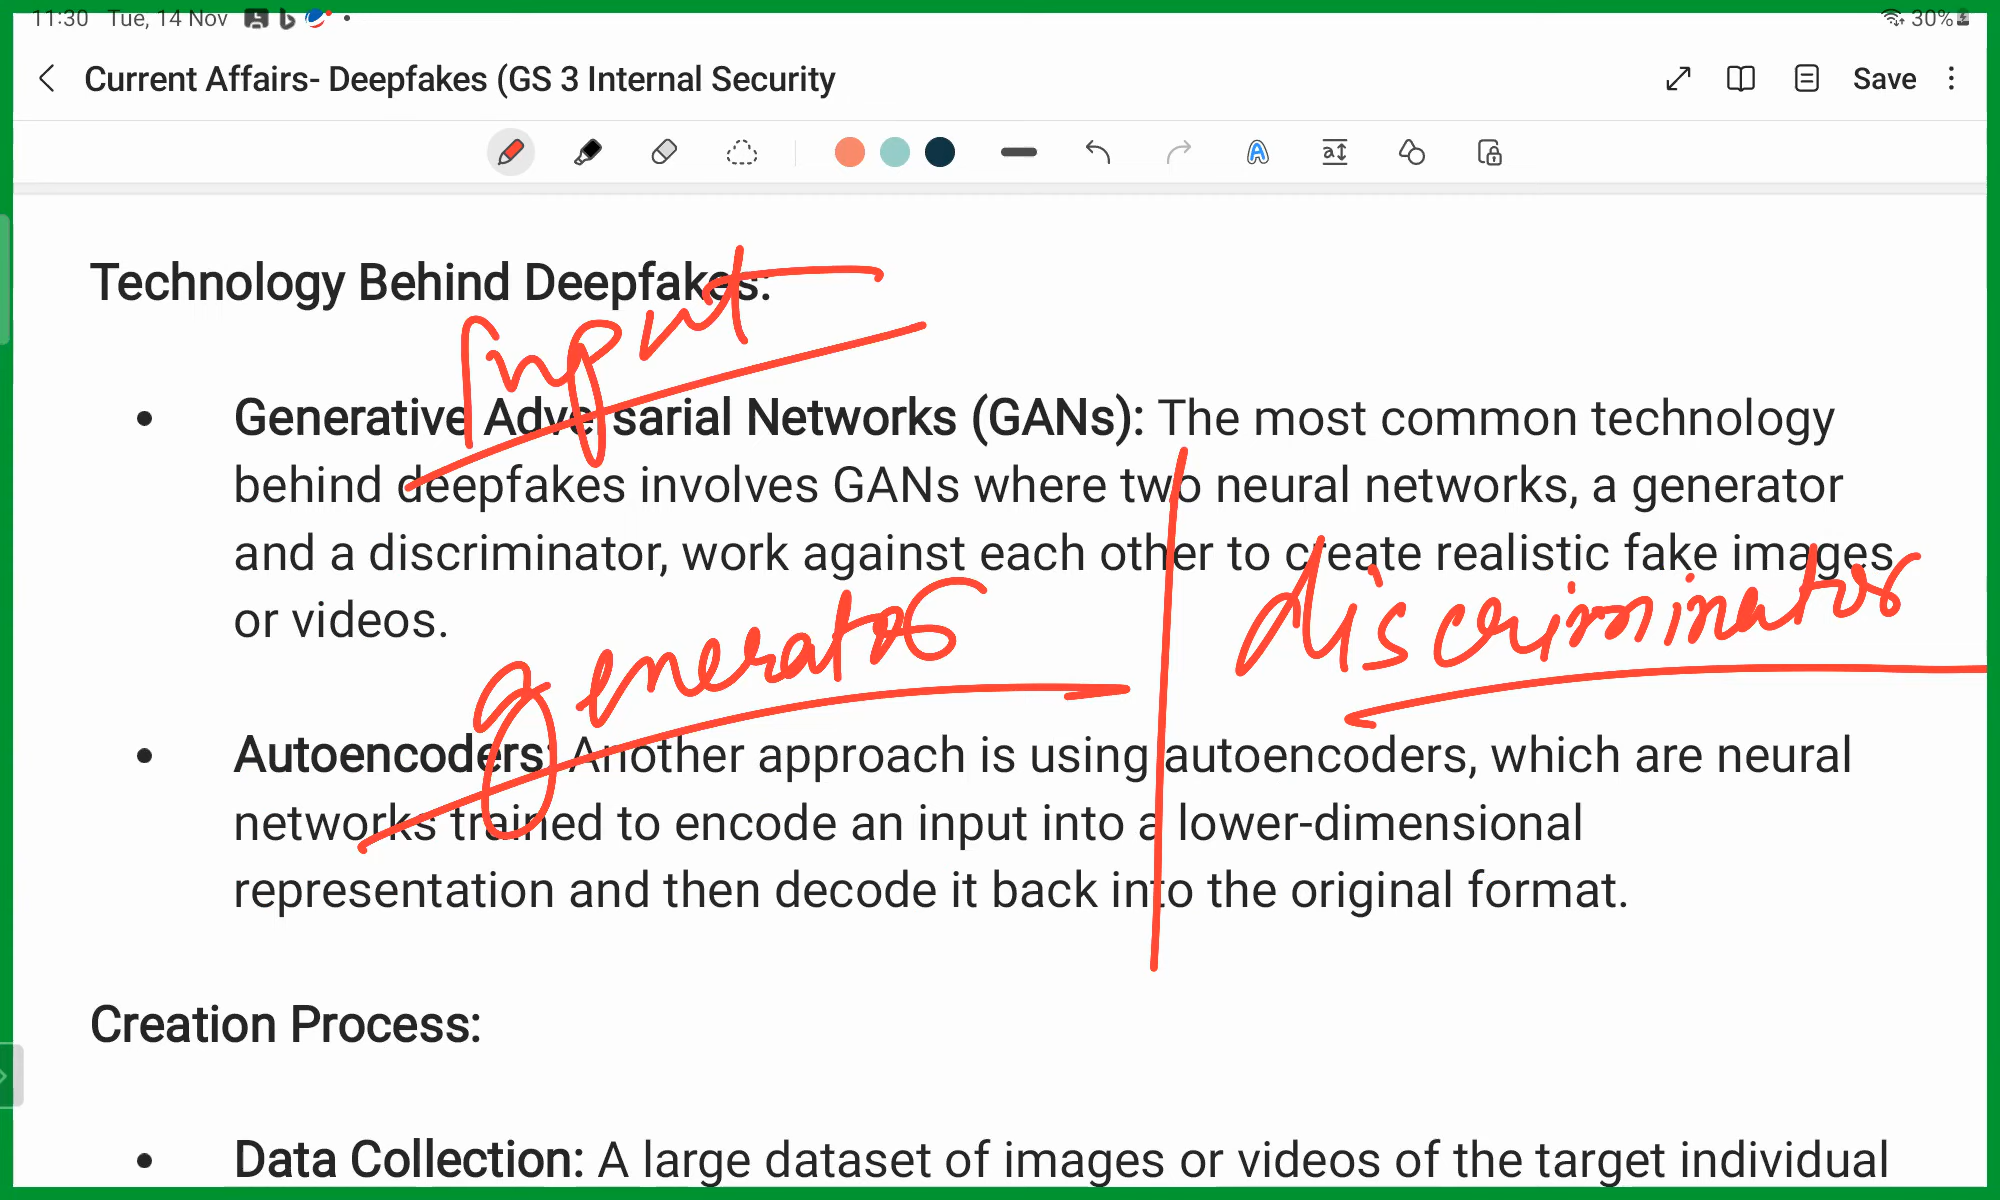 11:30 Tue, 14 Nov 30%
Current Affairs- Deepfakes (GS 3 Internal Security
Save
Technology Behind Deepfakes:
Input
• Generative Adversarial Networks (GANs): The most common technology
behind deepfakes involves GANs where two neural networks, a generator
and a discriminator, work against each other to create realistic fake images
or videos.
generator discriminator
• Autoencoders: Another approach is using autoencoders, which are neural
networks trained to encode an input into a lower-dimensional
representation and then decode it back into the original format.
Creation Process:
• Data Collection: A large dataset of images or videos of the target individual